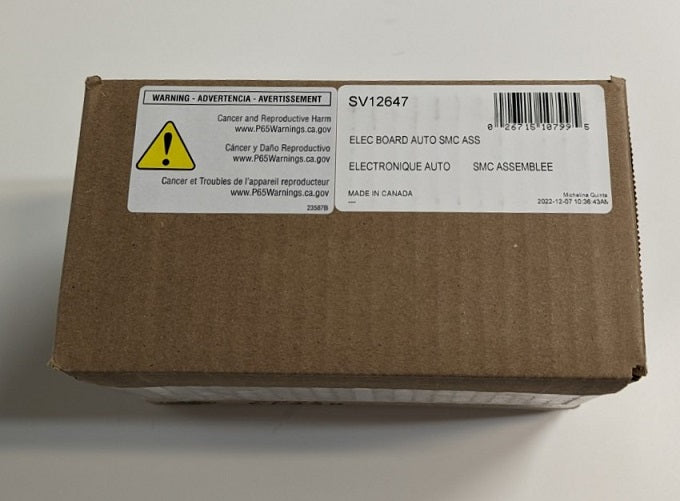 WARNING - ADVERTENCIA - AVERTISSEMENT
Cancer and Reproductive Harm
www.P65Warnings.ca.gov
Cáncer y Daño Reproductivo
www.P65Warnings.ca.gov
Cancer et Troubles de l'appareil reproducteur
www.P65Warnings.ca.gov
23587B
SV12647
0 26715 10799 5
ELEC BOARD AUTO SMC ASS
ELECTRONIQUE AUTO SMC ASSEMBLEE
MADE IN CANADA
---
2022-12-07 10:36:43AM